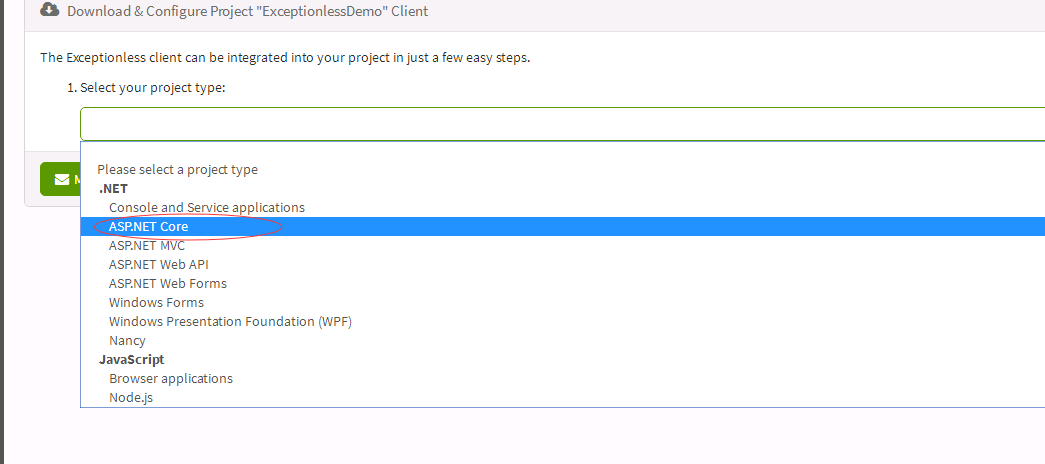 Download & Configure Project "ExceptionlessDemo" Client
The Exceptionless client can be integrated into your project in just a few easy steps.
1. Select your project type:
Please select a project type
.NET
Console and Service applications
ASP.NET Core
ASP.NET MVC
ASP.NET Web API
ASP.NET Web Forms
Windows Forms
Windows Presentation Foundation (WPF)
Nancy
JavaScript
Browser applications
Node.js